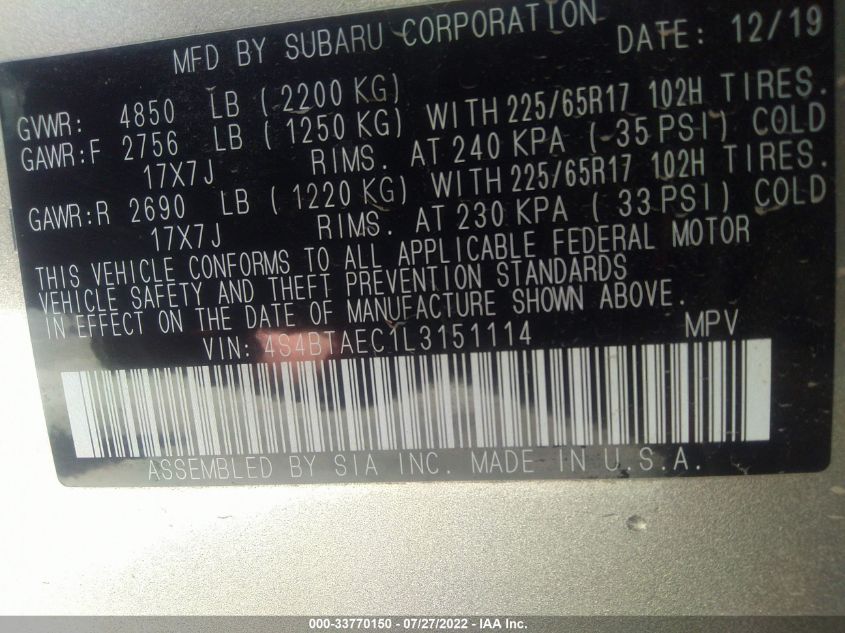 MFD BY SUBARU CORPORATION DATE: 12/19
GVWR: 4850 LB (2200 KG)
GAWR:F 2756 LB (1250 KG) WITH 225/65R17 102H TIRES.
17X7J RIMS. AT 240 KPA (35 PSI) COLD
GAWR:R 2690 LB (1220 KG) WITH 225/65R17 102H TIRES.
17X7J RIMS. AT 230 KPA (33 PSI) COLD
THIS VEHICLE CONFORMS TO ALL APPLICABLE FEDERAL MOTOR
VEHICLE SAFETY AND THEFT PREVENTION STANDARDS
IN EFFECT ON THE DATE OF MANUFACTURE SHOWN ABOVE.
VIN: 4S4BTAEC1L3151114 MPV
ASSEMBLED BY SIA INC. MADE IN U.S.A.
000-33770150 - 07/27/2022 - IAA Inc.